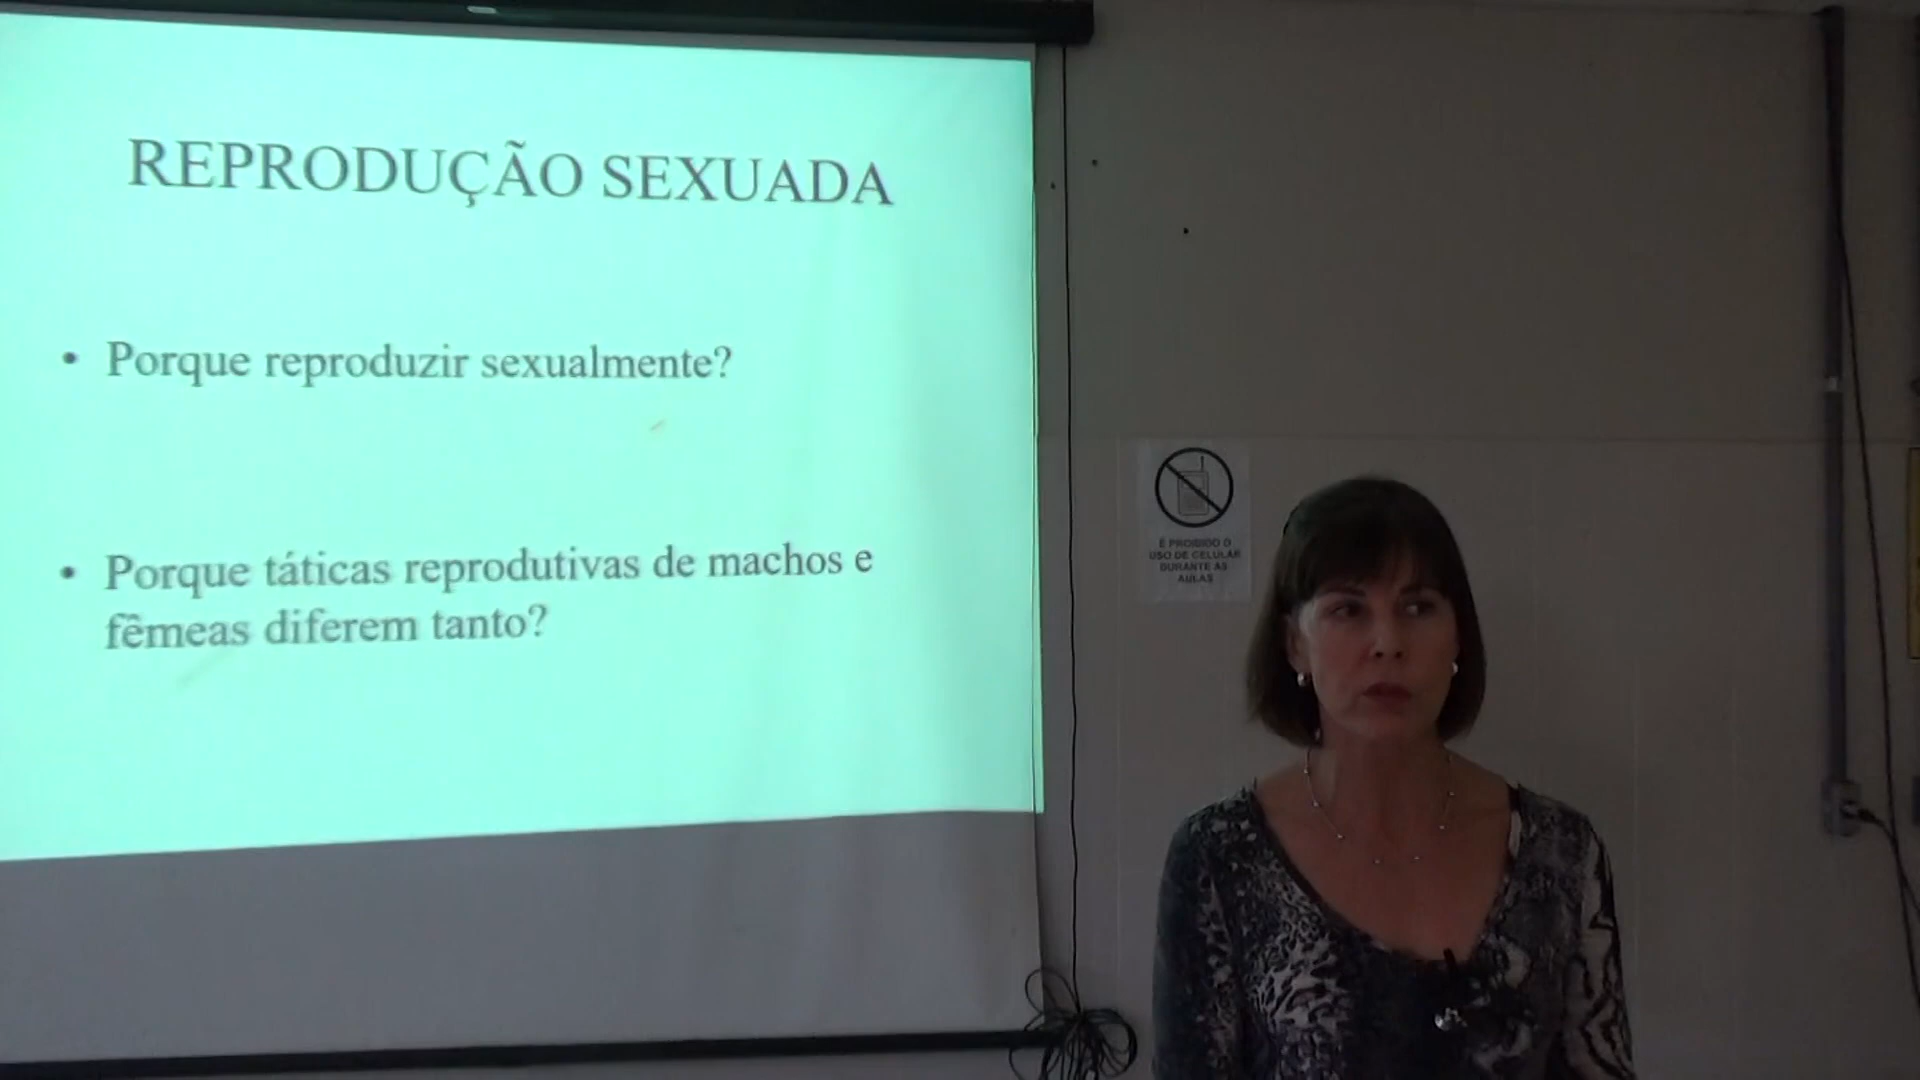 REPRODUÇÃO SEXUADA
• Porque reproduzir sexualmente?
• Porque táticas reprodutivas de machos e
fêmeas diferem tanto?
É PROIBIDO O
USO DE CELULAR
DURANTE AS
AULAS